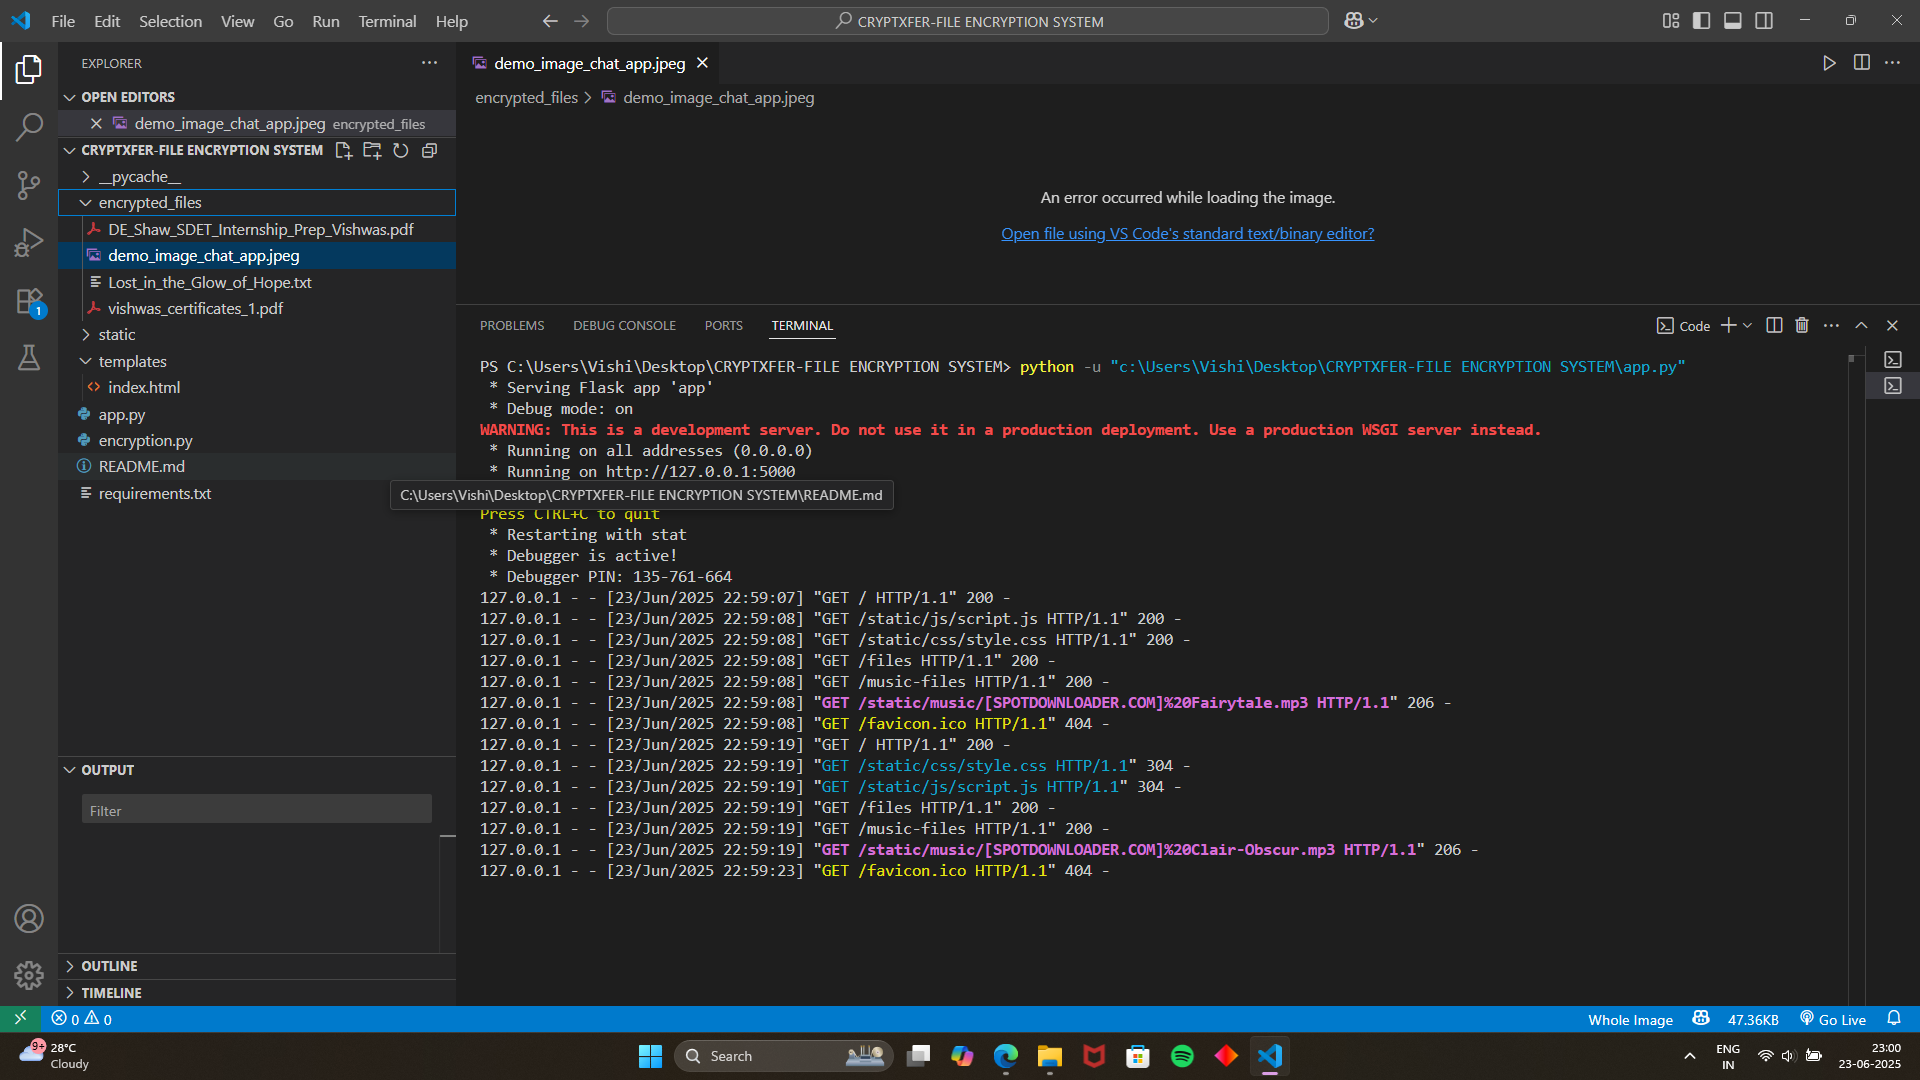 File Edit Selection View Go Run Terminal Help
CRYPTXFER-FILE ENCRYPTION SYSTEM
EXPLORER
OPEN EDITORS
demo_image_chat_app.jpeg encrypted_files
CRYPTXFER-FILE ENCRYPTION SYSTEM
__pycache__
encrypted_files
DE_Shaw_SDET_Internship_Prep_Vishwas.pdf
demo_image_chat_app.jpeg
Lost_in_the_Glow_of_Hope.txt
vishwas_certificates_1.pdf
static
templates
index.html
app.py
encryption.py
README.md
requirements.txt
1
OUTPUT
Filter
OUTLINE
TIMELINE
demo_image_chat_app.jpeg
encrypted_files > demo_image_chat_app.jpeg
An error occurred while loading the image.
Open file using VS Code's standard text/binary editor?
PROBLEMS DEBUG CONSOLE PORTS TERMINAL
Code
PS C:\Users\Vishi\Desktop\CRYPTXFER-FILE ENCRYPTION SYSTEM> python -u "c:\Users\Vishi\Desktop\CRYPTXFER-FILE ENCRYPTION SYSTEM\app.py"
* Serving Flask app 'app'
* Debug mode: on
WARNING: This is a development server. Do not use it in a production deployment. Use a production WSGI server instead.
* Running on all addresses (0.0.0.0)
* Running on http://127.0.0.1:5000
C:\Users\Vishi\Desktop\CRYPTXFER-FILE ENCRYPTION SYSTEM\README.md
Press CTRL+C to quit
* Restarting with stat
* Debugger is active!
* Debugger PIN: 135-761-664
127.0.0.1 - - [23/Jun/2025 22:59:07] "GET / HTTP/1.1" 200 -
127.0.0.1 - - [23/Jun/2025 22:59:08] "GET /static/js/script.js HTTP/1.1" 200 -
127.0.0.1 - - [23/Jun/2025 22:59:08] "GET /static/css/style.css HTTP/1.1" 200 -
127.0.0.1 - - [23/Jun/2025 22:59:08] "GET /files HTTP/1.1" 200 -
127.0.0.1 - - [23/Jun/2025 22:59:08] "GET /music-files HTTP/1.1" 200 -
127.0.0.1 - - [23/Jun/2025 22:59:08] "GET /static/music/[SPOTDOWNLOADER.COM]%20Fairytale.mp3 HTTP/1.1" 206 -
127.0.0.1 - - [23/Jun/2025 22:59:08] "GET /favicon.ico HTTP/1.1" 404 -
127.0.0.1 - - [23/Jun/2025 22:59:19] "GET / HTTP/1.1" 200 -
127.0.0.1 - - [23/Jun/2025 22:59:19] "GET /static/css/style.css HTTP/1.1" 304 -
127.0.0.1 - - [23/Jun/2025 22:59:19] "GET /static/js/script.js HTTP/1.1" 304 -
127.0.0.1 - - [23/Jun/2025 22:59:19] "GET /files HTTP/1.1" 200 -
127.0.0.1 - - [23/Jun/2025 22:59:19] "GET /music-files HTTP/1.1" 200 -
127.0.0.1 - - [23/Jun/2025 22:59:19] "GET /static/music/[SPOTDOWNLOADER.COM]%20Clair-Obscur.mp3 HTTP/1.1" 206 -
127.0.0.1 - - [23/Jun/2025 22:59:23] "GET /favicon.ico HTTP/1.1" 404 -
0 0
Whole Image 47.36KB Go Live
9+
28°C
Cloudy
Search
ENG
IN
23:00
23-06-2025